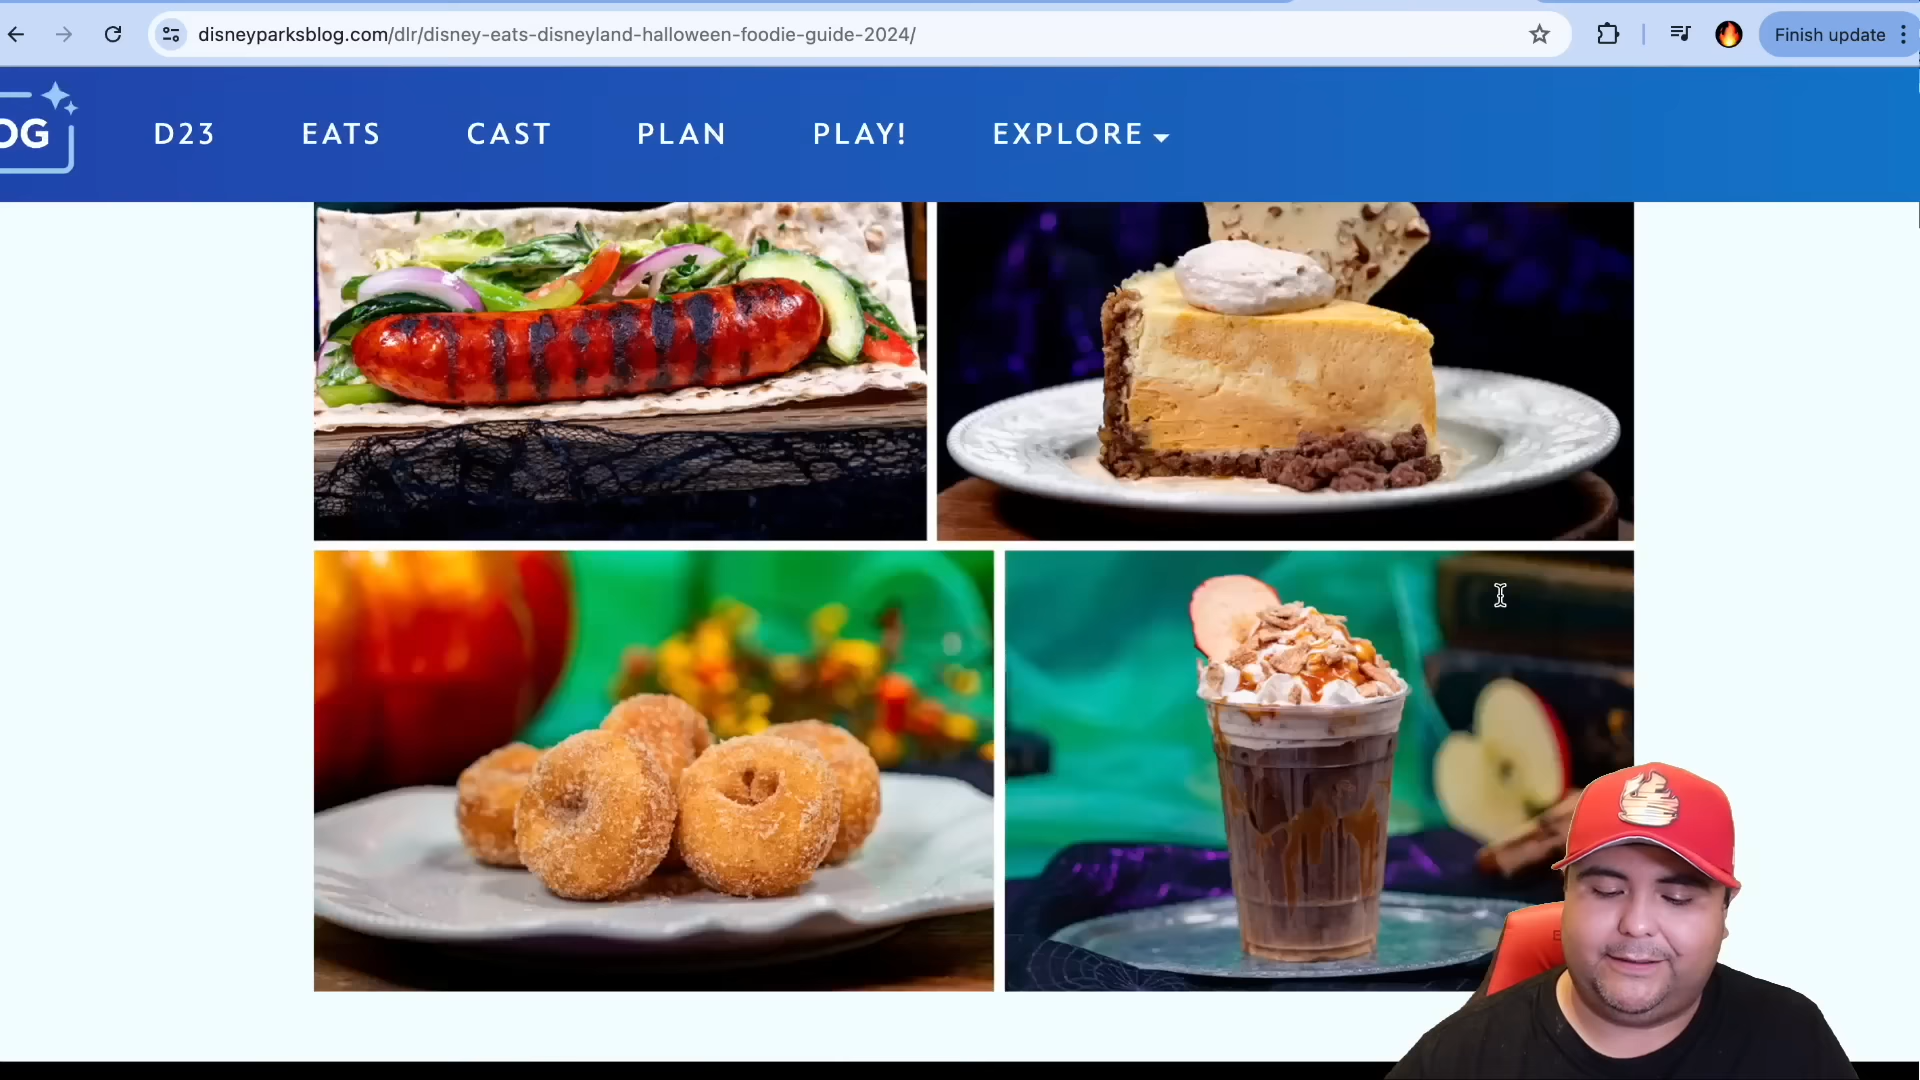 disneyparksblog.com/dlr/disney-eats-disneyland-halloween-foodie-guide-2024/
Finish update
OG
D23
EATS
CAST
PLAN
PLAY!
EXPLORE